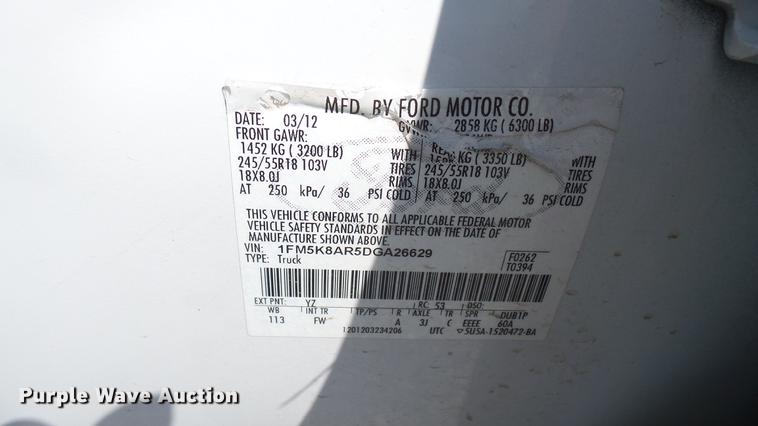 MFD. BY FORD MOTOR CO.
DATE: 03/12 GVWR: 2858 KG ( 6300 LB)
FRONT GAWR:
1452 KG ( 3200 LB) WITH KG ( 3350 LB) WITH
245/55R18 103V TIRES 245/55R18 103V TIRES
18X8.0J RIMS 18X8.0J RIMS
AT 250 kPa/ 36 PSI COLD AT 250 kPa/ 36 PSI COLD
THIS VEHICLE CONFORMS TO ALL APPLICABLE FEDERAL MOTOR
VEHICLE SAFETY STANDARDS IN EFFECT ON THE DATE OF
MANUFACTURE SHOWN ABOVE.
VIN: 1FM5K8AR5DGA26629 F0262
TYPE: Truck T0394
EXT PNT: YZ RC: 53 DSO:
WB INT TR TP/PS R AXLE TR SPR DUB1P
113 FW A 3J C EEEE 60A
1201203234206 UTC 5U5A-1520472-BA
Purple Wave Auction